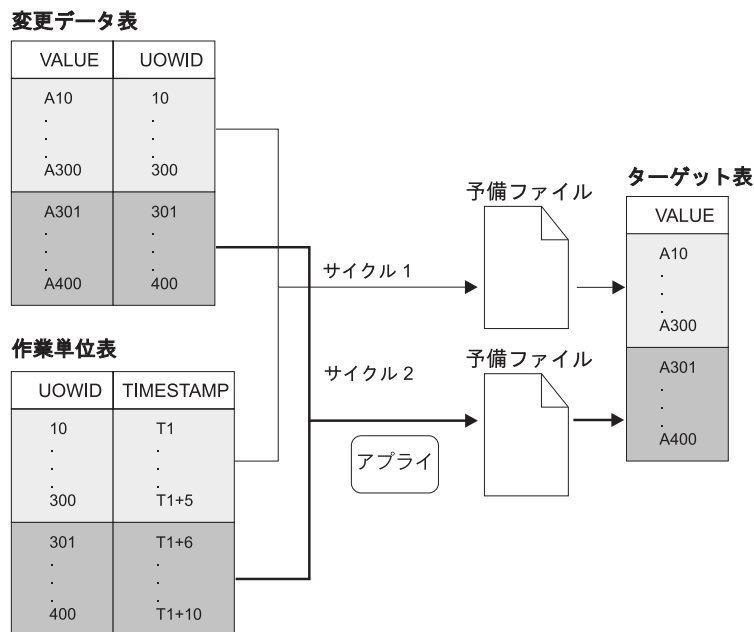 変更データ表
VALUE UOWID
A10 10
. .
. .
. .
A300 300
A301 301
. .
. .
. .
A400 400
作業単位表
UOWID TIMESTAMP
10 T1
. .
. .
. .
300 T1+5
301 T1+6
. .
. .
. .
400 T1+10
サイクル 1
サイクル 2
アプライ
予備ファイル
予備ファイル
ターゲット表
VALUE
A10
.
.
.
A300
A301
.
.
.
A400